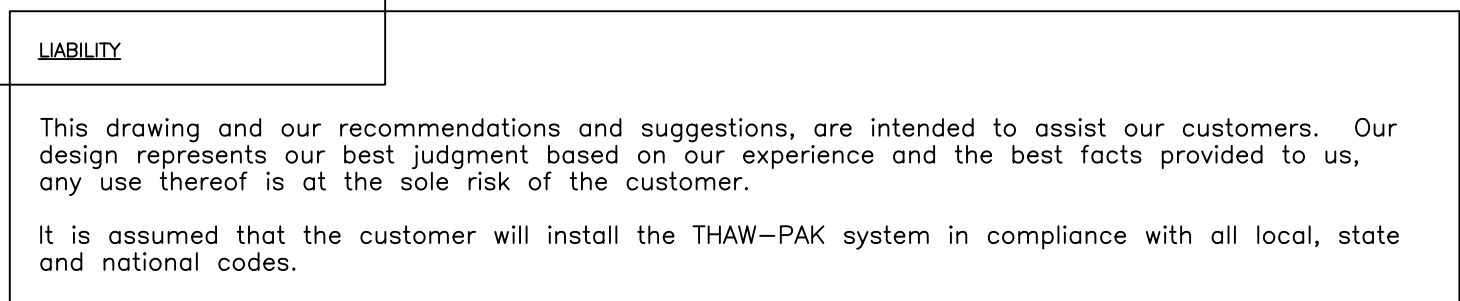 LIABILITY
This drawing and our recommendations and suggestions, are intended to assist our customers.  Our
design represents our best judgment based on our experience and the best facts provided to us,
any use thereof is at the sole risk of the customer.
It is assumed that the customer will install the THAW-PAK system in compliance with all local, state
and national codes.